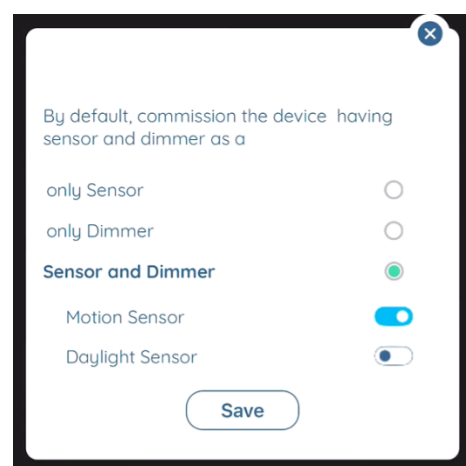 By default, commission the device  having
sensor and dimmer as a
only Sensor
only Dimmer
Sensor and Dimmer
Motion Sensor
Daylight Sensor
Save